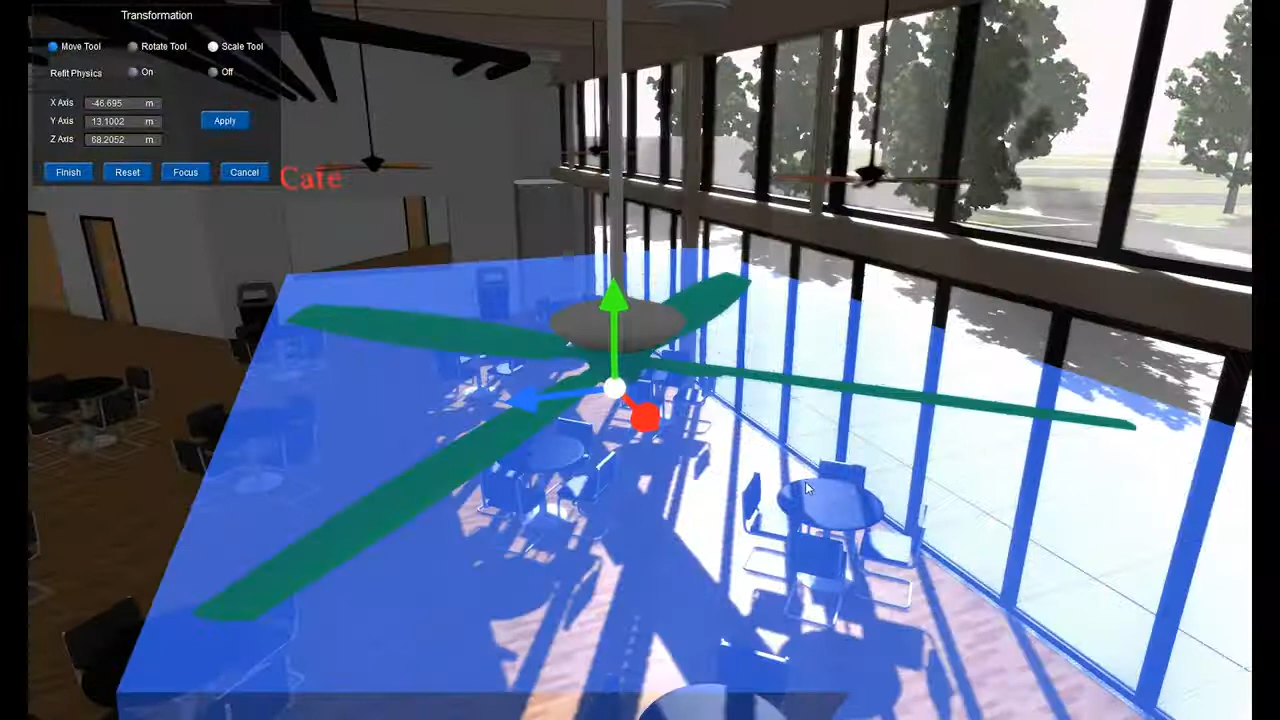 Transformation
Move Tool Rotate Tool Scale Tool
Refit Physics On Off
X Axis -46.695 m
Y Axis 13.1002 m Apply
Z Axis 68.2052 m
Finish Reset Focus Cancel
Cafe